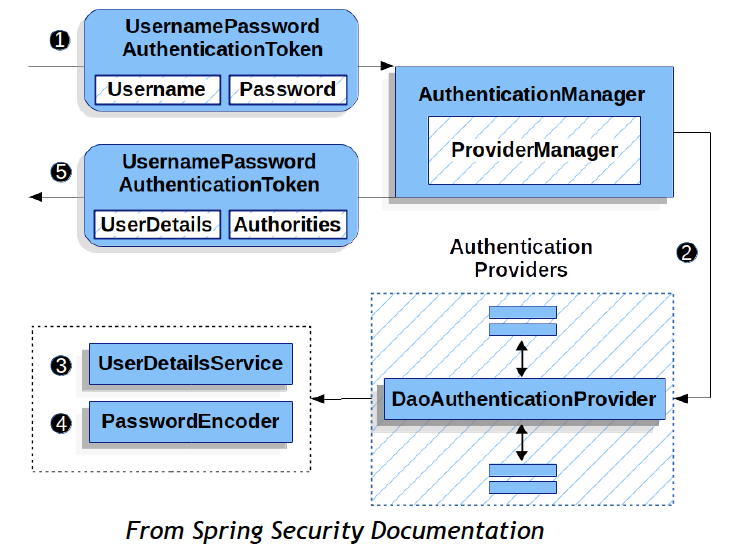 1
UsernamePassword
AuthenticationToken
Username
Password
AuthenticationManager
ProviderManager
5
UsernamePassword
AuthenticationToken
UserDetails
Authorities
2
Authentication
Providers
3
UserDetailsService
DaoAuthenticationProvider
4
PasswordEncoder
From Spring Security Documentation